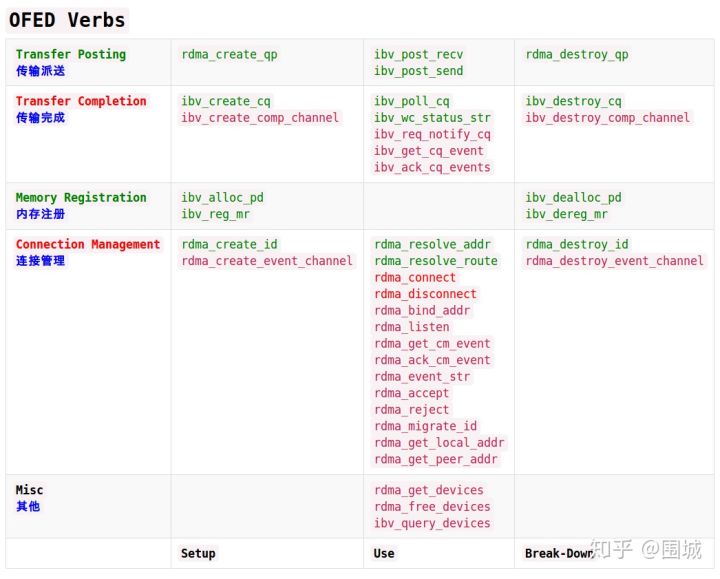 OFED Verbs
Transfer Posting
传输派送
rdma_create_qp
ibv_post_recv
ibv_post_send
rdma_destroy_qp
Transfer Completion
传输完成
ibv_create_cq
ibv_create_comp_channel
ibv_poll_cq
ibv_wc_status_str
ibv_req_notify_cq
ibv_get_cq_event
ibv_ack_cq_events
ibv_destroy_cq
ibv_destroy_comp_channel
Memory Registration
内存注册
ibv_alloc_pd
ibv_reg_mr
ibv_dealloc_pd
ibv_dereg_mr
Connection Management
连接管理
rdma_create_id
rdma_create_event_channel
rdma_resolve_addr
rdma_resolve_route
rdma_connect
rdma_disconnect
rdma_bind_addr
rdma_listen
rdma_get_cm_event
rdma_ack_cm_event
rdma_event_str
rdma_accept
rdma_reject
rdma_migrate_id
rdma_get_local_addr
rdma_get_peer_addr
rdma_destroy_id
rdma_destroy_event_channel
Misc
其他
rdma_get_devices
rdma_free_devices
ibv_query_devices
Setup
Use
Break-Down
知乎 @围城